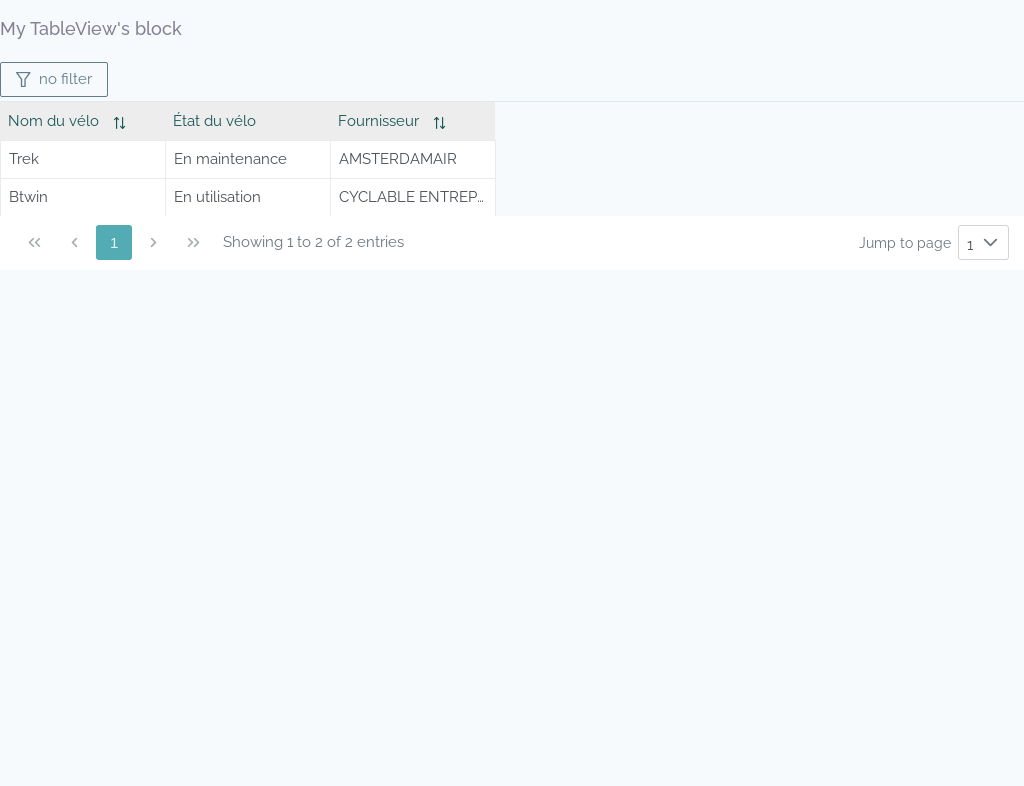 My TableView's block
no filter
Nom du vélo État du vélo Fournisseur
Trek En maintenance AMSTERDAMAIR
Btwin En utilisation CYCLABLE ENTREP...
1 Showing 1 to 2 of 2 entries Jump to page 1